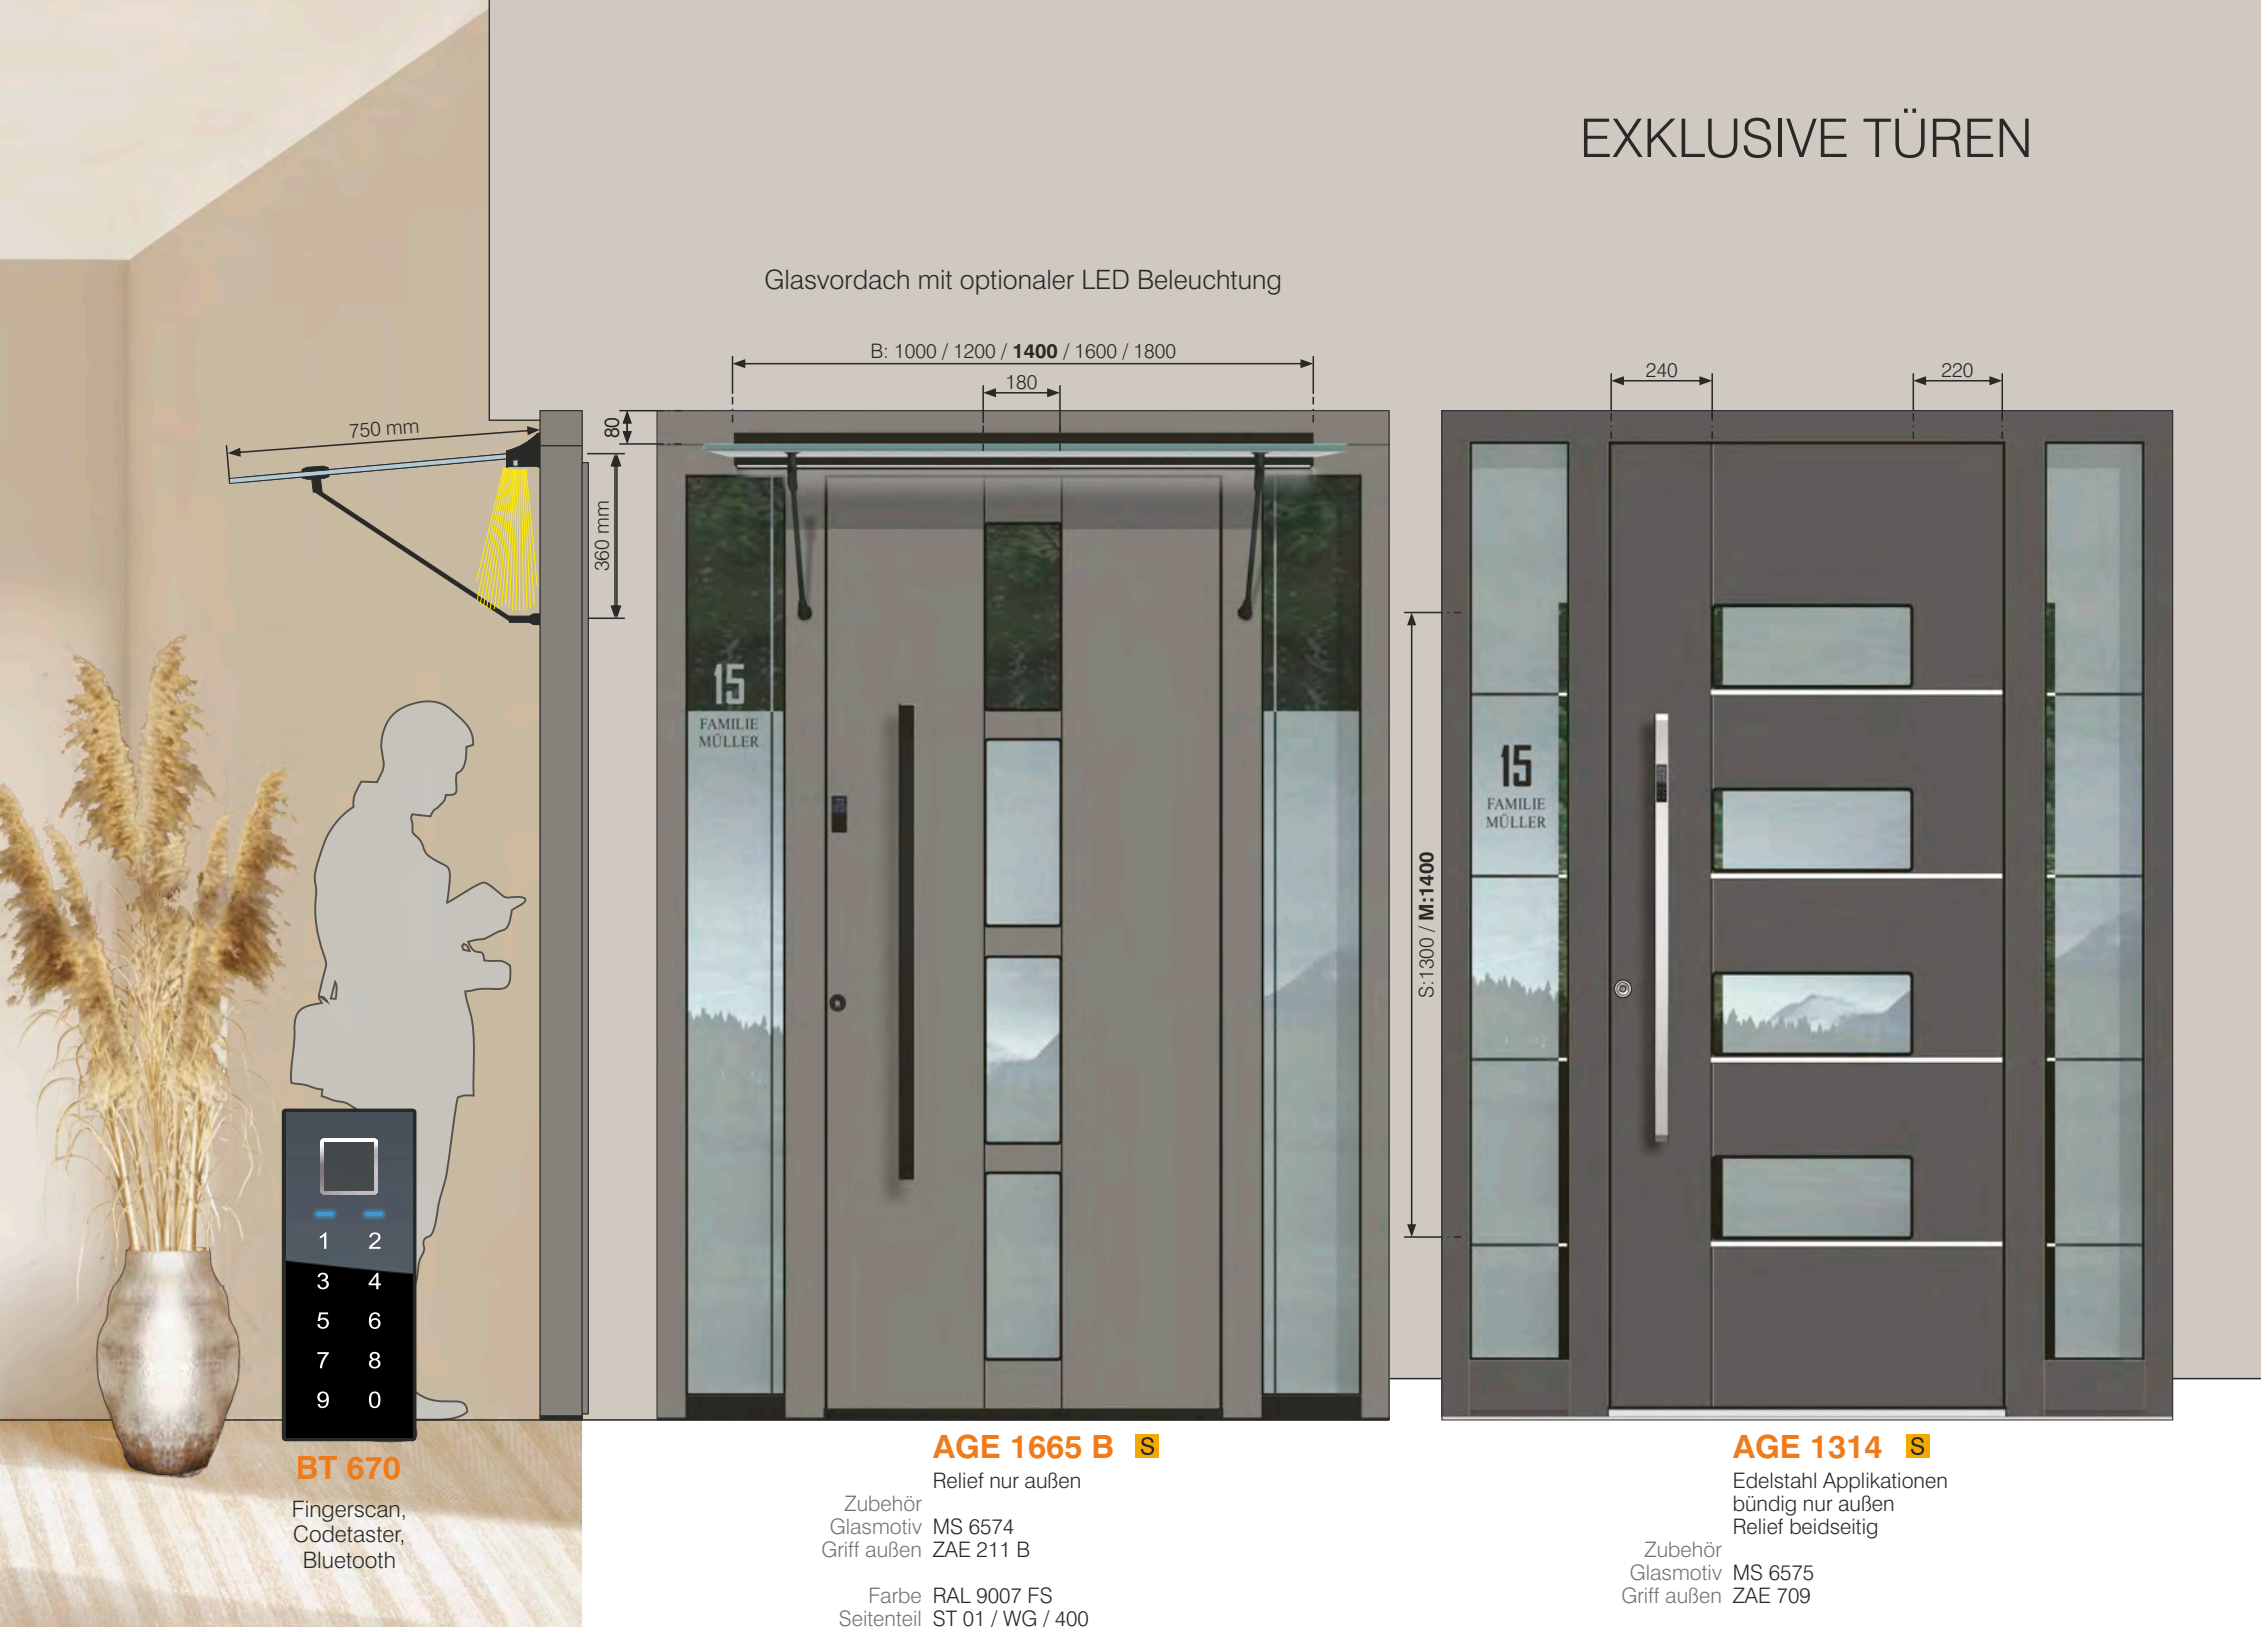 EXKLUSIVE TÜREN
Glasvordach mit optionaler LED Beleuchtung
B: 1000 / 1200 / 1400 / 1600 / 1800
180
240
220
80
750 mm
360 mm
15
FAMILIE
MÜLLER
S:1300 / M:1400
15
FAMILIE
MÜLLER
1 2
3 4
5 6
7 8
9 0
BT 670
Fingerscan,
Codetaster,
Bluetooth
AGE 1665 B S
Relief nur außen
Zubehör
Glasmotiv MS 6574
Griff außen ZAE 211 B
Farbe RAL 9007 FS
Seitenteil ST 01 / WG / 400
AGE 1314 S
Edelstahl Applikationen
bündig nur außen
Relief beidseitig
Zubehör
Glasmotiv MS 6575
Griff außen ZAE 709